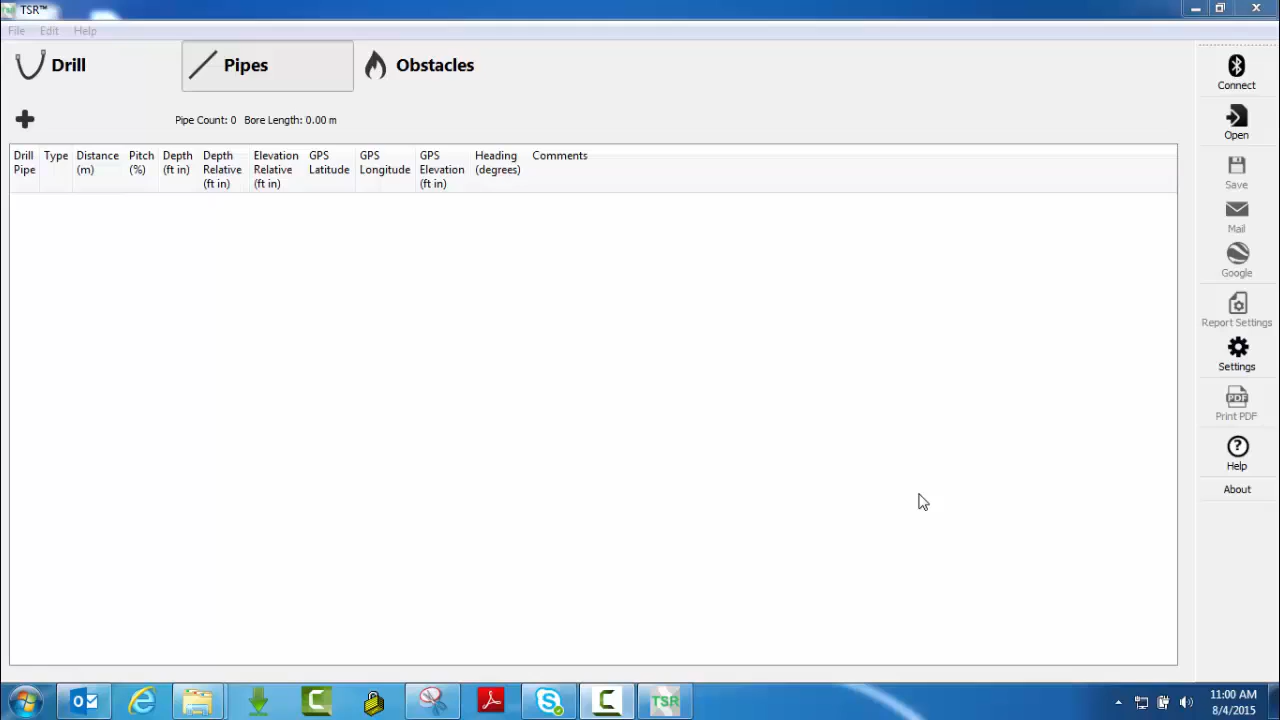 TSR™
File Edit Help
Drill Pipes Obstacles
Pipe Count: 0 Bore Length: 0.00 m
Drill Pipe
Type
Distance (m)
Pitch (%)
Depth (ft in)
Depth Relative (ft in)
Elevation Relative (ft in)
GPS Latitude
GPS Longitude
GPS Elevation (ft in)
Heading (degrees)
Comments
Connect
Open
Save
Mail
Google
Report Settings
Settings
PDF
Print PDF
Help
About
TSR
11:00 AM
8/4/2015